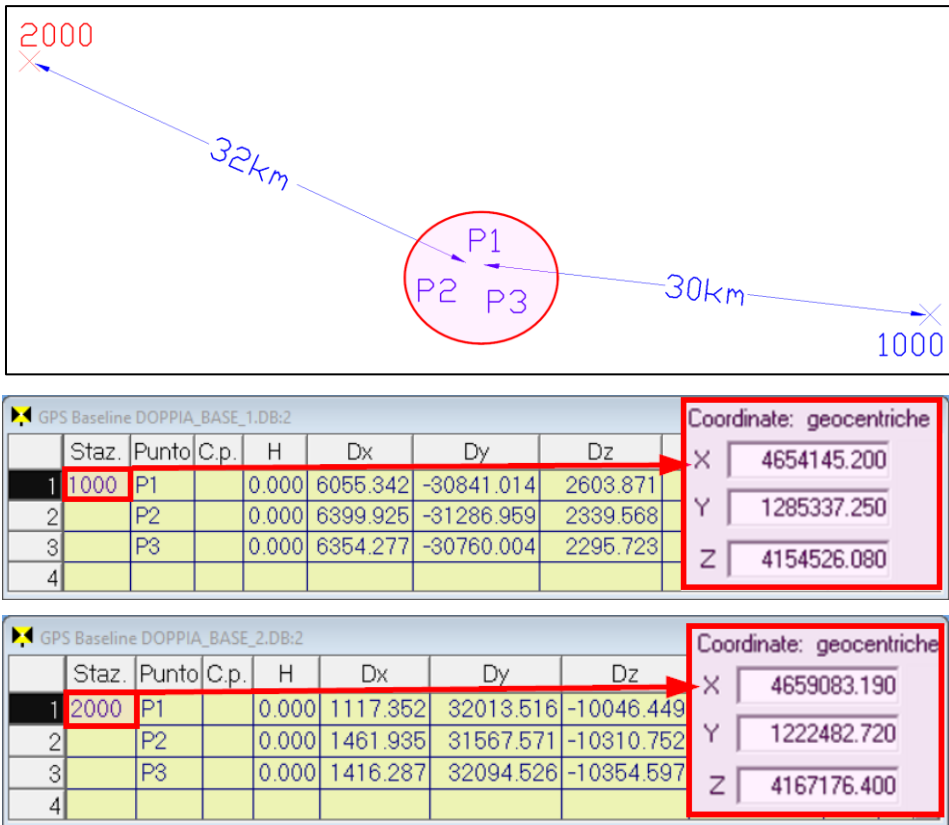 2000
32km
P1
P2 P3
30km
1000
GPS Baseline DOPPIA_BASE_1.DB:2
Staz. Punto C.p. H Dx Dy Dz
1 1000 P1 0.000 6055.342 -30841.014 2603.871
2 P2 0.000 6399.925 -31286.959 2339.568
3 P3 0.000 6354.277 -30760.004 2295.723
4
Coordinate: geocentriche
X 4654145.200
Y 1285337.250
Z 4154526.080
GPS Baseline DOPPIA_BASE_2.DB:2
Staz. Punto C.p. H Dx Dy Dz
1 2000 P1 0.000 1117.352 32013.516 -10046.449
2 P2 0.000 1461.935 31567.571 -10310.752
3 P3 0.000 1416.287 32094.526 -10354.597
4
Coordinate: geocentriche
X 4659083.190
Y 1222482.720
Z 4167176.400